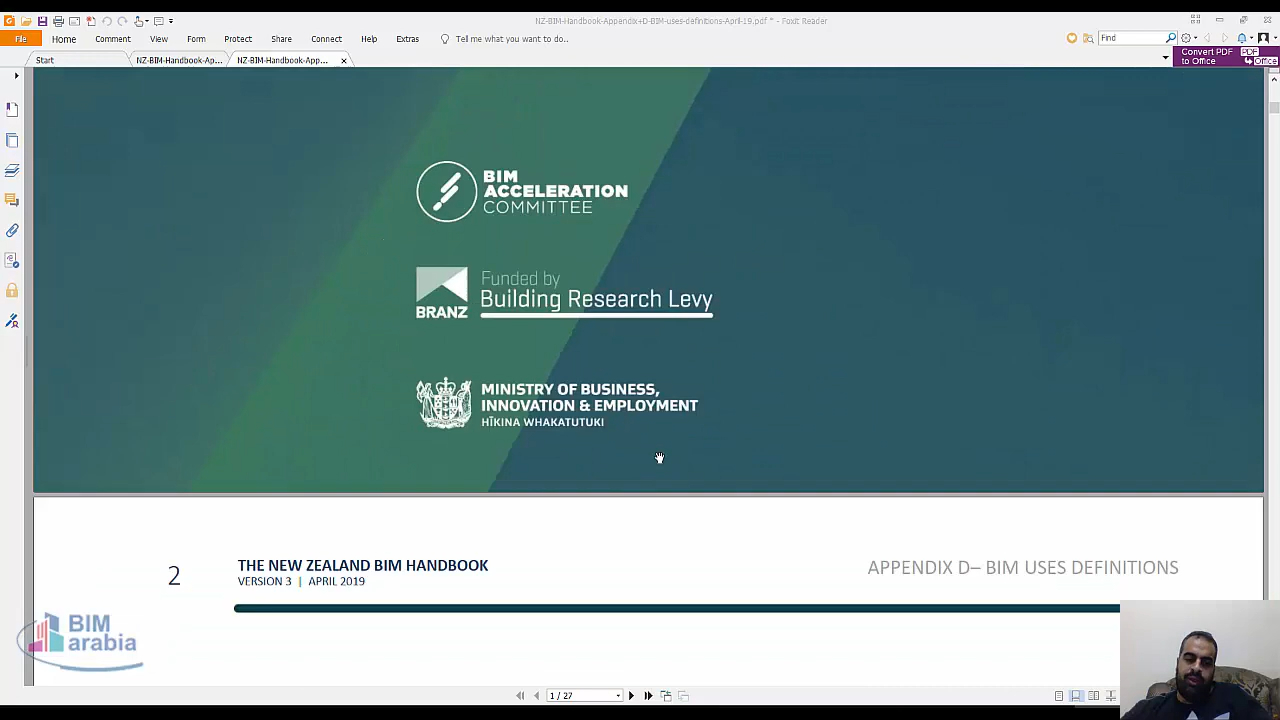 NZ-BIM-Handbook-Appendix+D-BIM-uses-definitions-April-19.pdf * - Foxit Reader
File Home Comment View Form Protect Share Connect Help Extras Tell me what you want to do... Find
Convert PDF to Office
PDF
Office
Start NZ-BIM-Handbook-Ap... NZ-BIM-Handbook-App...
BIM
ACCELERATION
COMMITTEE
BRANZ
Funded by
Building Research Levy
MINISTRY OF BUSINESS,
INNOVATION & EMPLOYMENT
HĪKINA WHAKATUTUKI
2
THE NEW ZEALAND BIM HANDBOOK
VERSION 3 | APRIL 2019
APPENDIX D– BIM USES DEFINITIONS
BIM
arabia
1 / 27